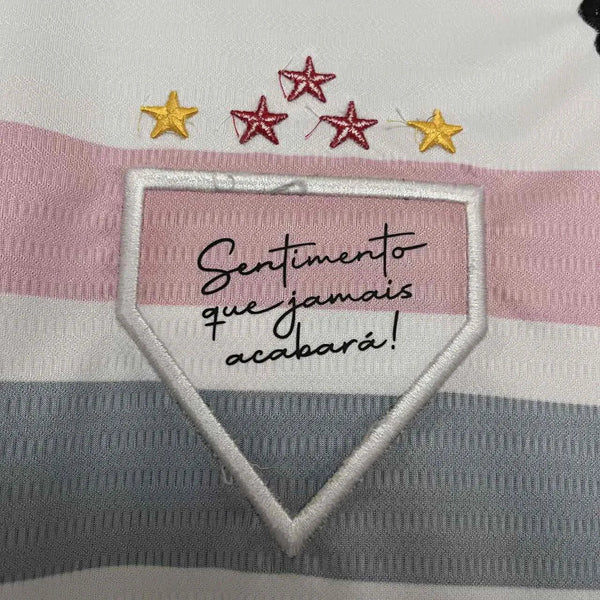 Sentimento
que jamais
acabará!